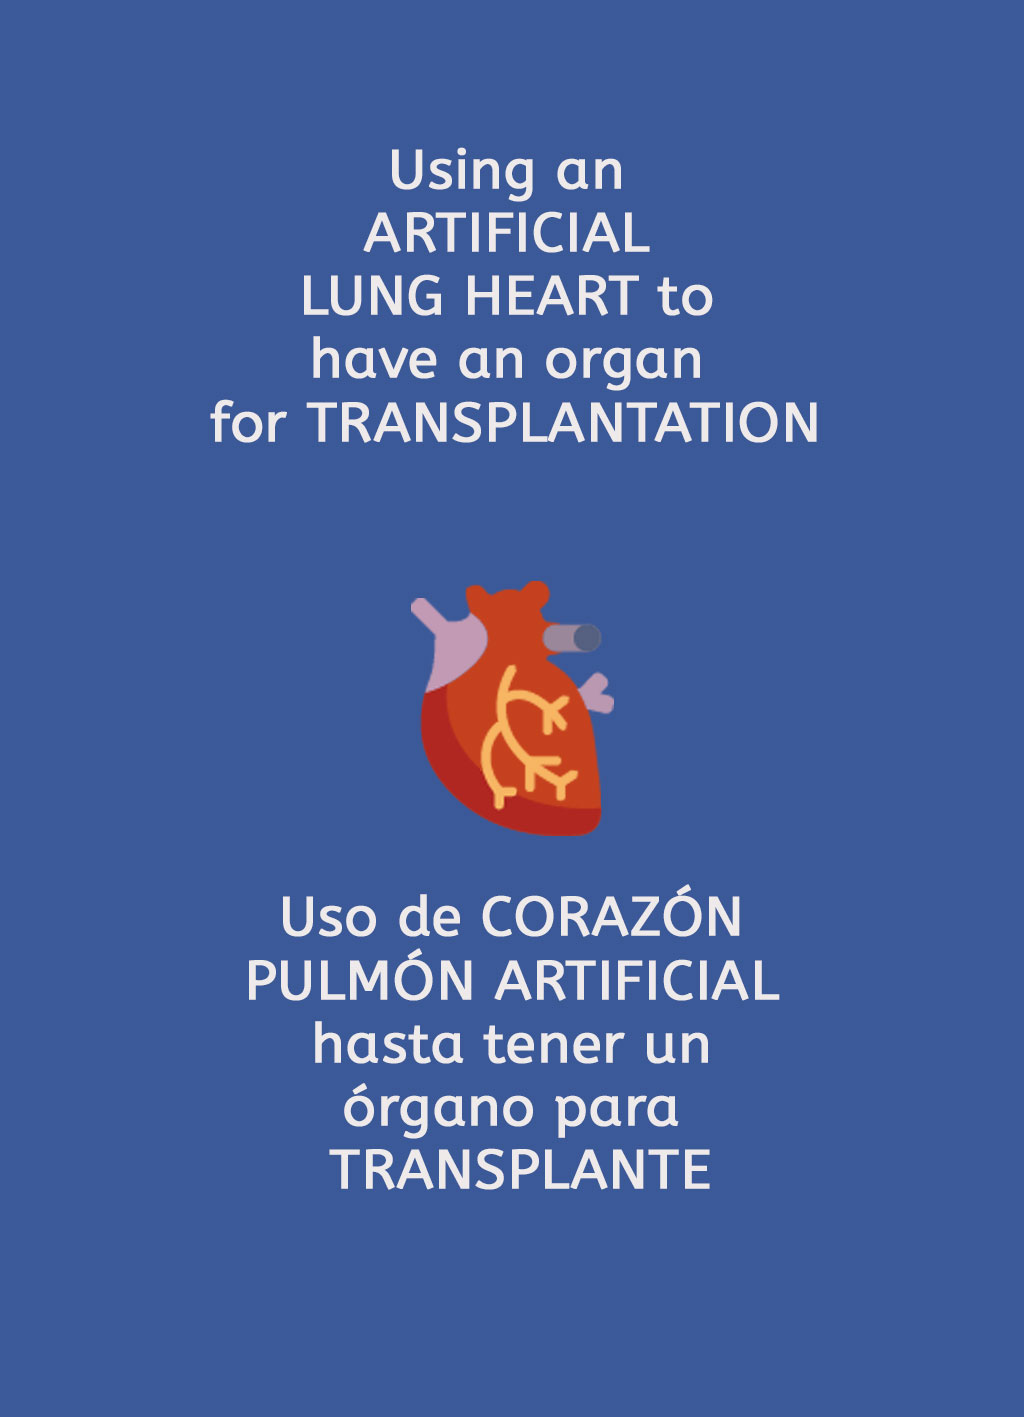 Using an
ARTIFICIAL
LUNG HEART to
have an organ
for TRANSPLANTATION
Uso de CORAZÓN
PULMÓN ARTIFICIAL
hasta tener un
órgano para
TRANSPLANTE